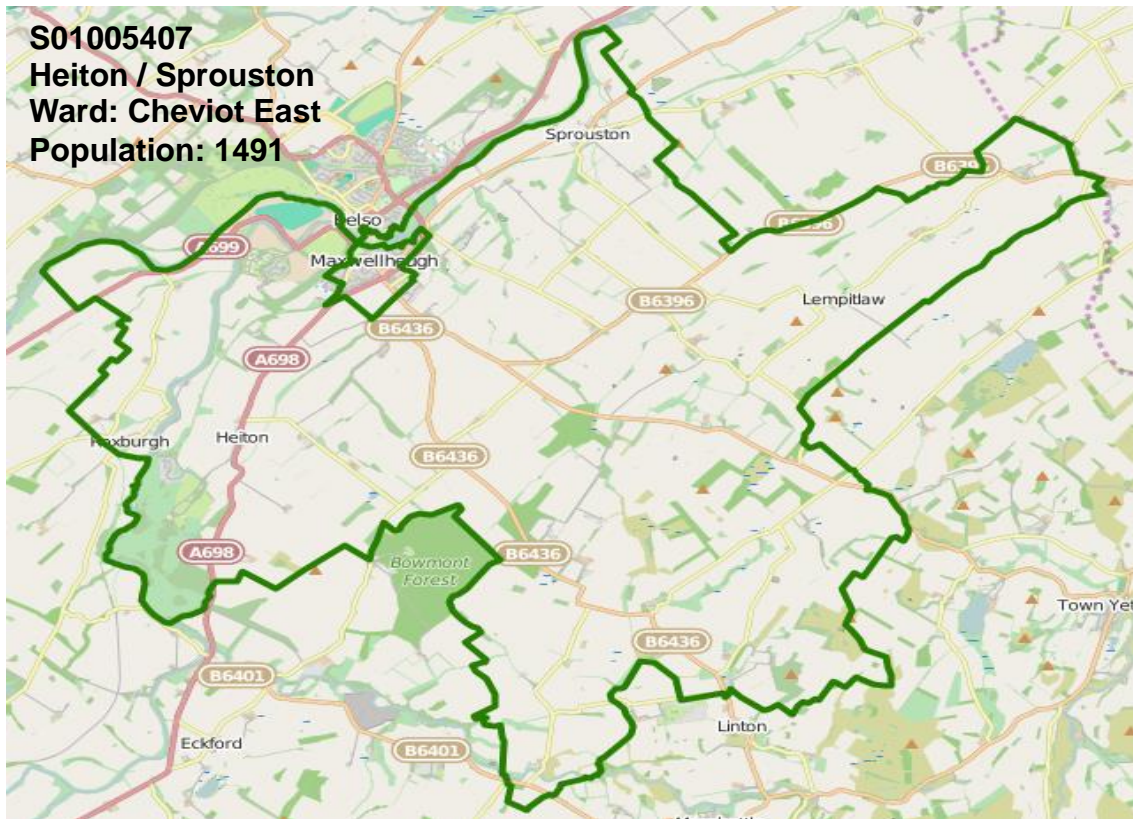 S01005407
Heiton / Sprouston
Ward: Cheviot East
Population: 1491
Sprouston
B6396
A699
Maxwellheugh
Lempitlaw
B6396
B6436
A698
Roxburgh
Heiton
B6436
A698
Bowmont
Forest
B6436
Town Yet
B6436
B6401
Linton
Eckford
B6401